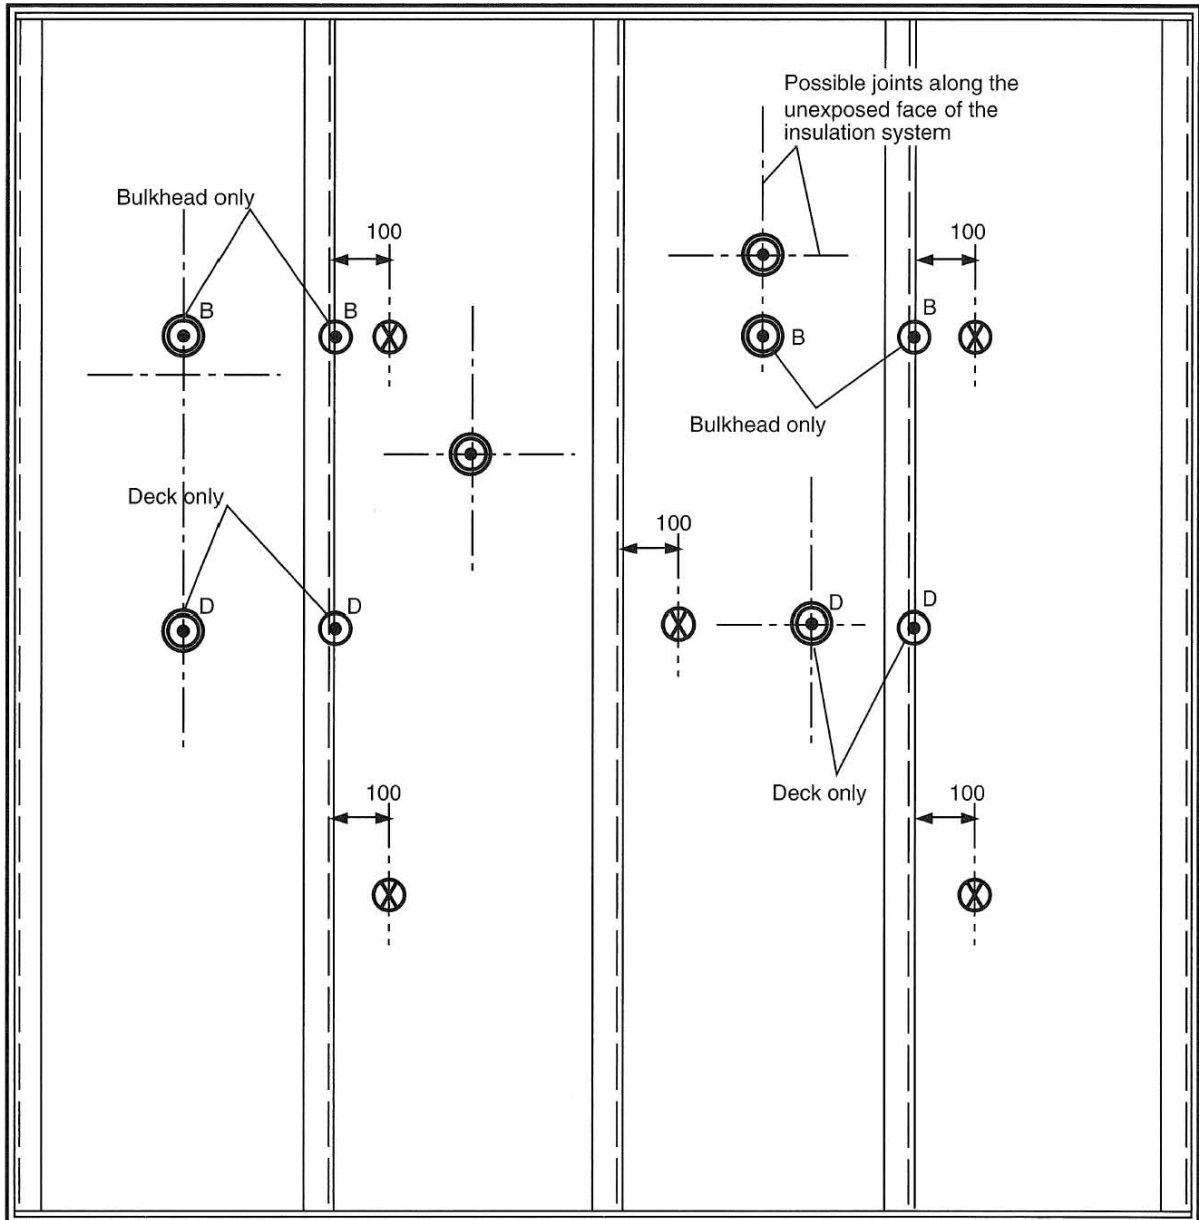 Possible joints along the
unexposed face of the
insulation system
Bulkhead only
100
100
B
B
B
B
Bulkhead only
Deck only
100
D
D
D
D
Deck only
100
100